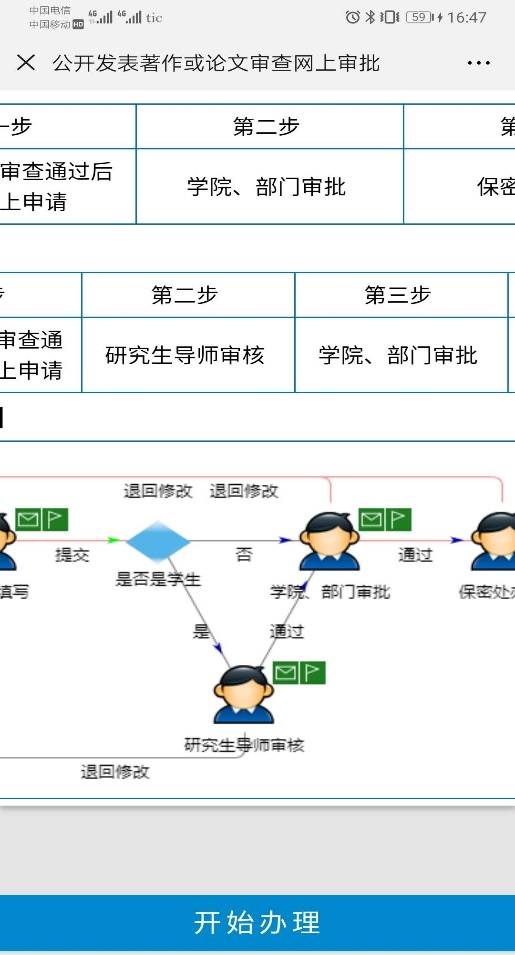 中国电信
中国移动 HD
4G 4G tic
59 16:47
公开发表著作或论文审查网上审批
一步
第二步
第
审查通过后
上申请
学院、部门审批
保密
步
第二步
第三步
审查通
上申请
研究生导师审核
学院、部门审批
退回修改 退回修改
提交
否
通过
填写
是否是学生
学院、部门审批
保密处办
是
通过
研究生导师审核
退回修改
开始办理